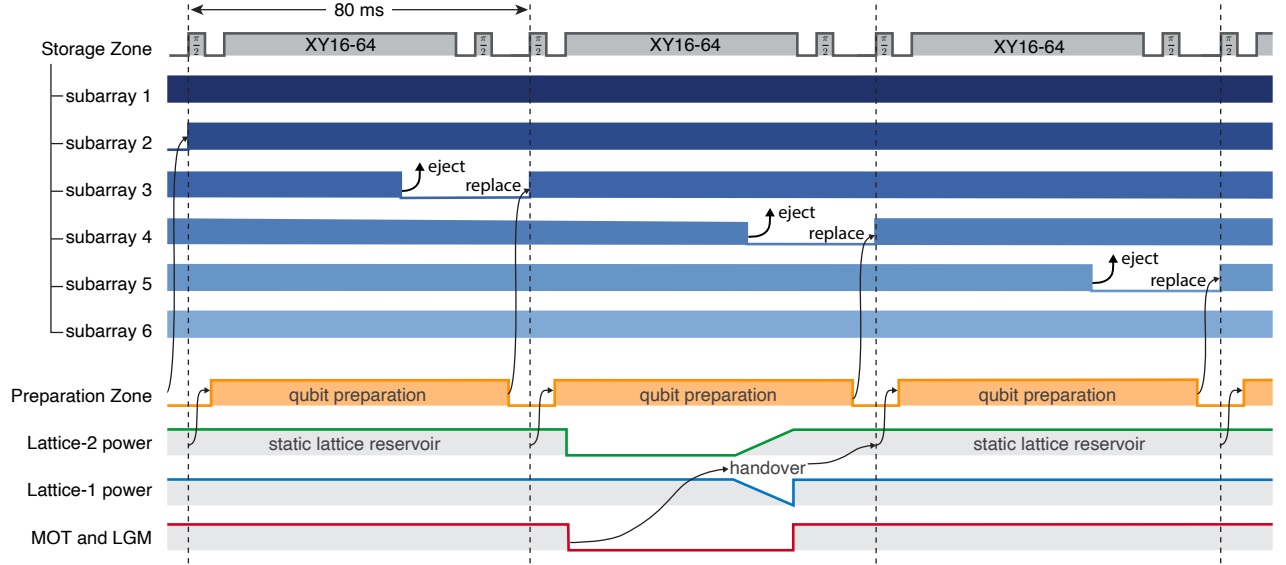 80 ms
Storage Zone π/2 XY16-64 π/2 π/2 XY16-64 π/2 π/2 XY16-64 π/2 π/2
subarray 1
subarray 2
subarray 3 eject replace
subarray 4 eject replace
subarray 5 eject replace
subarray 6
Preparation Zone qubit preparation qubit preparation qubit preparation
Lattice-2 power static lattice reservoir static lattice reservoir
handover
Lattice-1 power
MOT and LGM